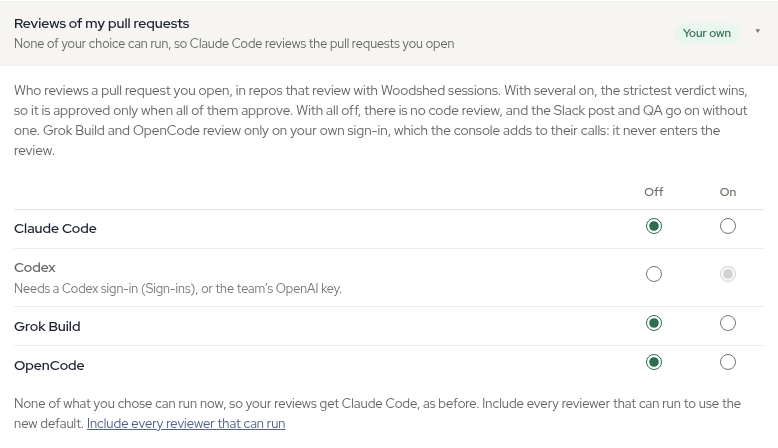 Reviews of my pull requests
None of your choice can run, so Claude Code reviews the pull requests you open
Your own
Who reviews a pull request you open, in repos that review with Woodshed sessions. With several on, the strictest verdict wins,
so it is approved only when all of them approve. With all off, there is no code review, and the Slack post and QA go on without
one. Grok Build and OpenCode review only on your own sign-in, which the console adds to their calls: it never enters the
review.
Off On
Claude Code
Codex
Needs a Codex sign-in (Sign-ins), or the team's OpenAI key.
Grok Build
OpenCode
None of what you chose can run now, so your reviews get Claude Code, as before. Include every reviewer that can run to use the
new default. Include every reviewer that can run